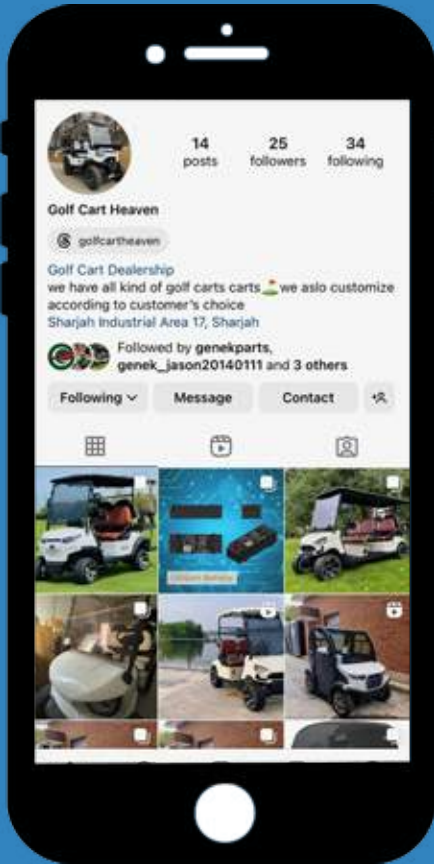 14
posts
25
followers
34
following
Golf Cart Heaven
golfcartheaven
Golf Cart Dealership
we have all kind of golf carts carts⛳we aslo customize
according to customer's choice
Sharjah Industrial Area 17, Sharjah
Followed by genekparts,
genek_jason20140111 and 3 others
Following
Message
Contact